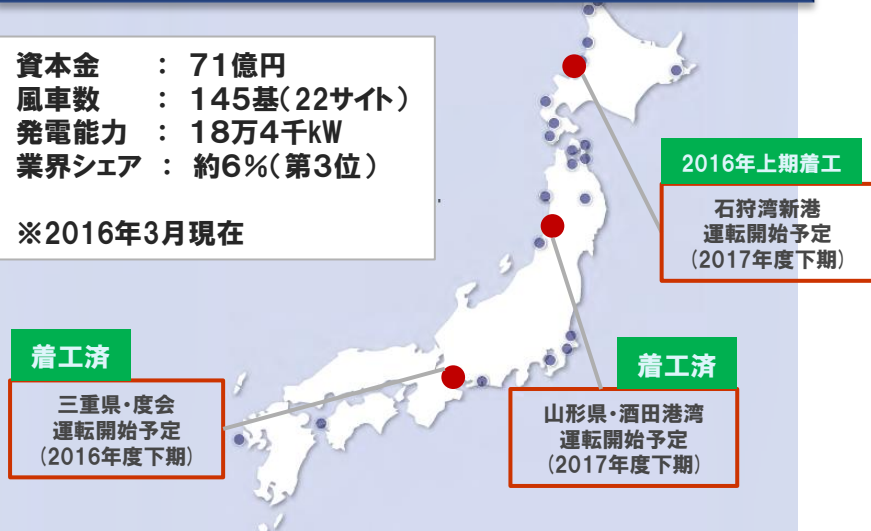 資本金 : 71億円
風車数 : 145基(22サイト)
発電能力 : 18万4千kW
業界シェア : 約6%(第3位)
※2016年3月現在
2016年上期着工
石狩湾新港
運転開始予定
(2017年度下期)
着工済
三重県・度会
運転開始予定
(2016年度下期)
着工済
山形県・酒田港湾
運転開始予定
(2017年度下期)